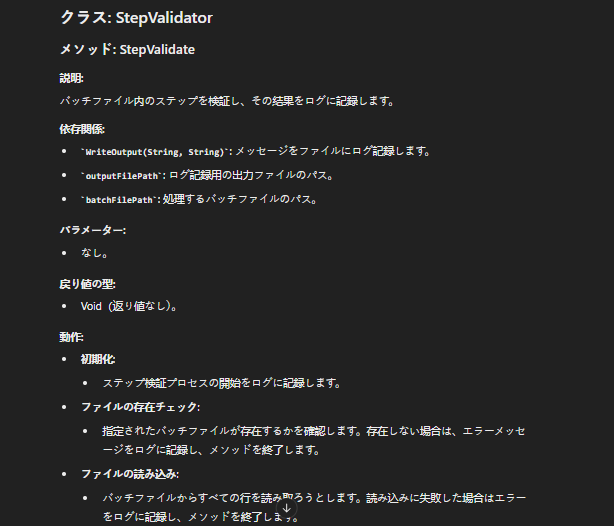 クラス: StepValidator
メソッド: StepValidate
説明:
バッチファイル内のステップを検証し、その結果をログに記録します。
依存関係:
`WriteOutput(String, String)`: メッセージをファイルにログ記録します。
`outputFilePath`: ログ記録用の出力ファイルのパス。
`batchFilePath`: 処理するバッチファイルのパス。
パラメーター:
なし。
戻り値の型:
Void（返り値なし）。
動作:
初期化:
ステップ検証プロセスの開始をログに記録します。
ファイルの存在チェック:
指定されたバッチファイルが存在するかを確認します。存在しない場合は、エラーメッセ
ージをログに記録し、メソッドを終了します。
ファイルの読み込み:
バッチファイルからすべての行を読み取ろうとします。読み込みに失敗した場合はエラー
をログに記録し、メソッドを終了します。